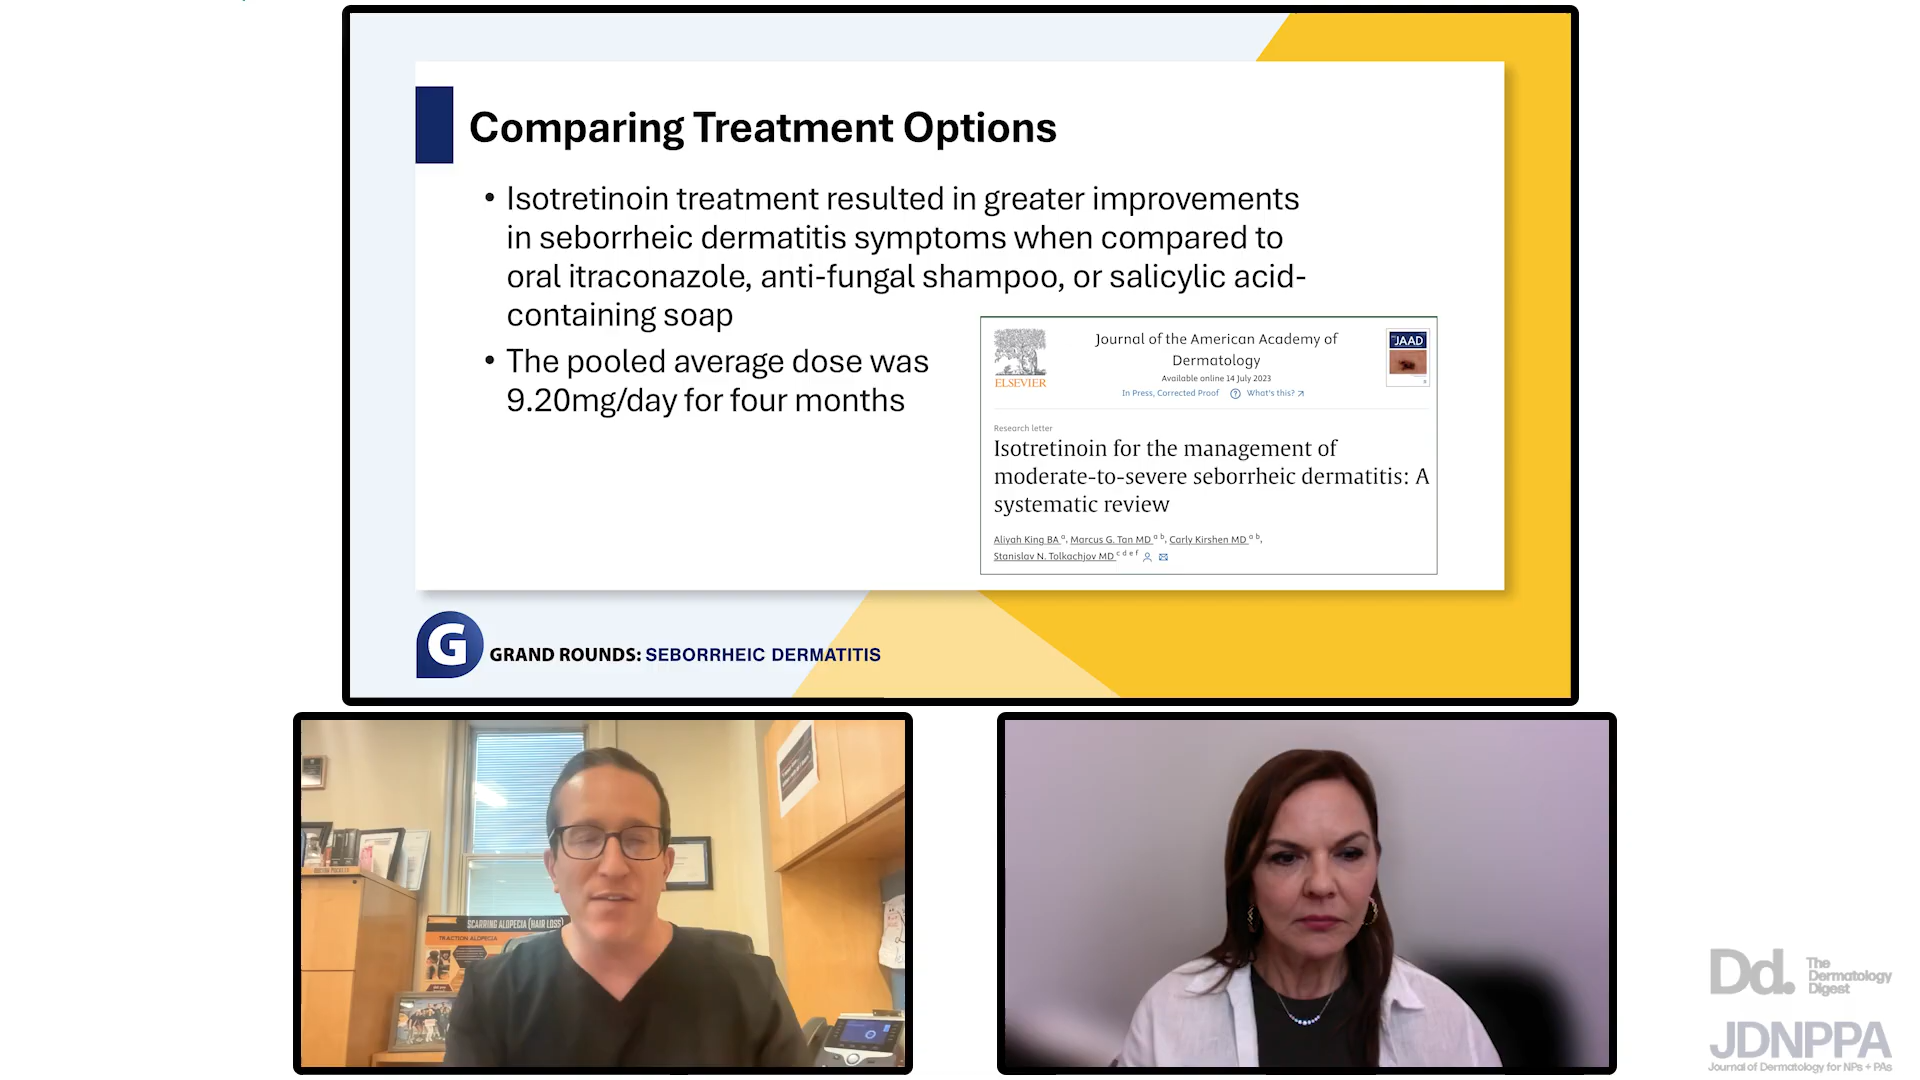 Comparing Treatment Options
• Isotretinoin treatment resulted in greater improvements
in seborrheic dermatitis symptoms when compared to
oral itraconazole, anti-fungal shampoo, or salicylic acid-
containing soap
• The pooled average dose was
9.20mg/day for four months
ELSEVIER
Journal of the American Academy of
Dermatology
Available online 14 July 2023
In Press, Corrected Proof ? What's this? ↗
JAAD
Research letter
Isotretinoin for the management of
moderate-to-severe seborrheic dermatitis: A
systematic review
Aliyah King BA a, Marcus G. Tan MD a b, Carly Kirshen MD a b,
Stanislav N. Tolkachjov MD c d e f
G GRAND ROUNDS: SEBORRHEIC DERMATITIS
SCARRING ALOPECIA (HAIR LOSS)
TRACTION ALOPECIA
Dd. The
Dermatology
Digest
JDNPPA
Journal of Dermatology for NPs + PAs